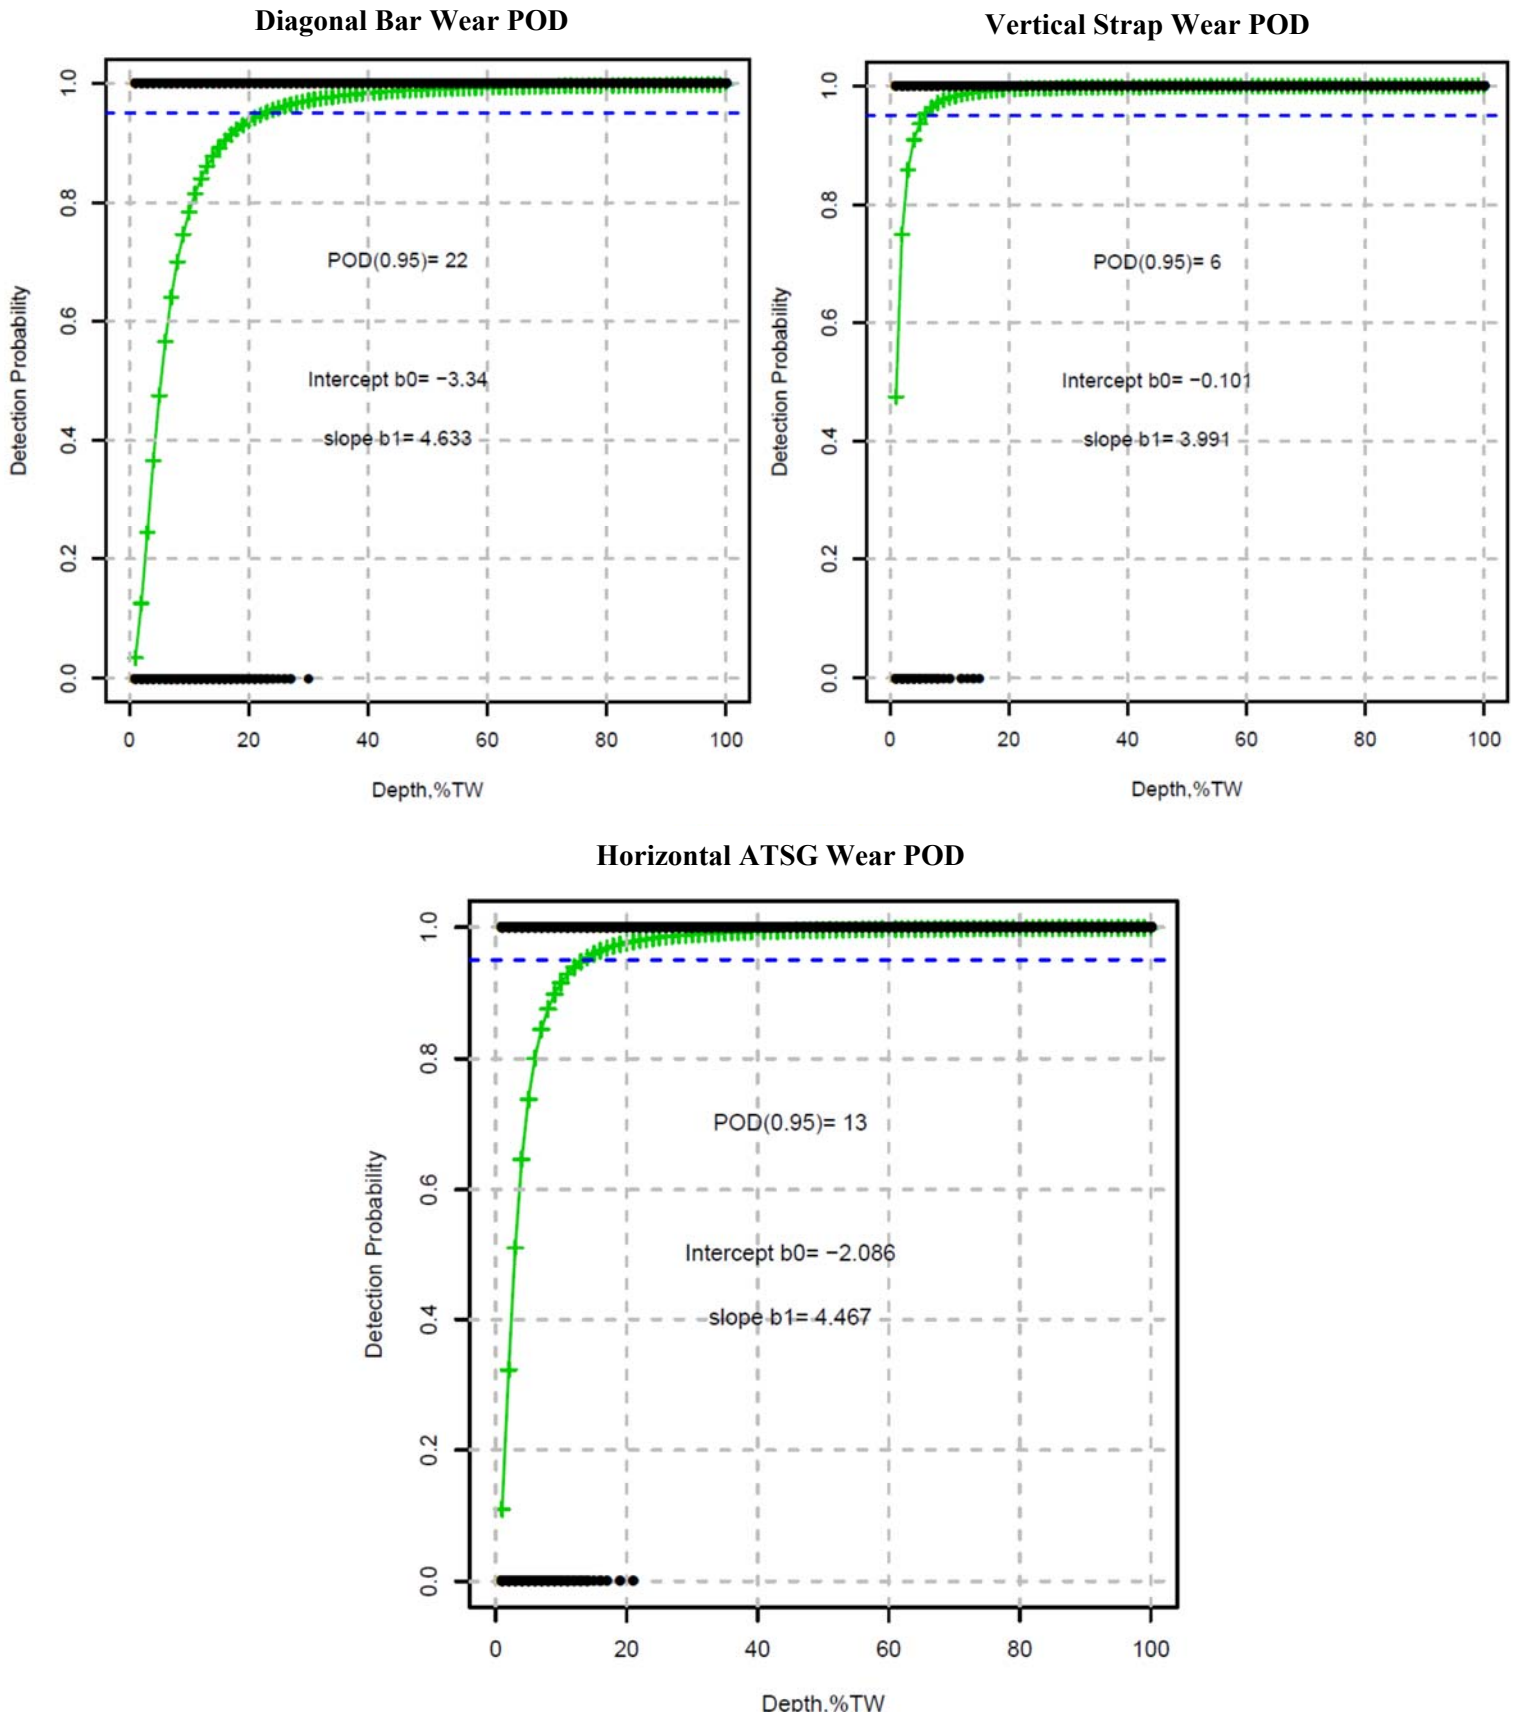 Diagonal Bar Wear POD
1.0
0.8
POD(0.95)= 22
0.6
Intercept b0= −3.34
slope b1= 4.633
0.4
0.2
0.0
Detection Probability
0 20 40 60 80 100
Depth,%TW
Vertical Strap Wear POD
1.0
0.8
POD(0.95)= 6
0.6
Intercept b0= −0.101
slope b1= 3.991
0.4
0.2
0.0
Detection Probability
0 20 40 60 80 100
Depth,%TW
Horizontal ATSG Wear POD
1.0
0.8
POD(0.95)= 13
0.6
Intercept b0= −2.086
slope b1= 4.467
0.4
0.2
0.0
Detection Probability
0 20 40 60 80 100
Depth,%TW